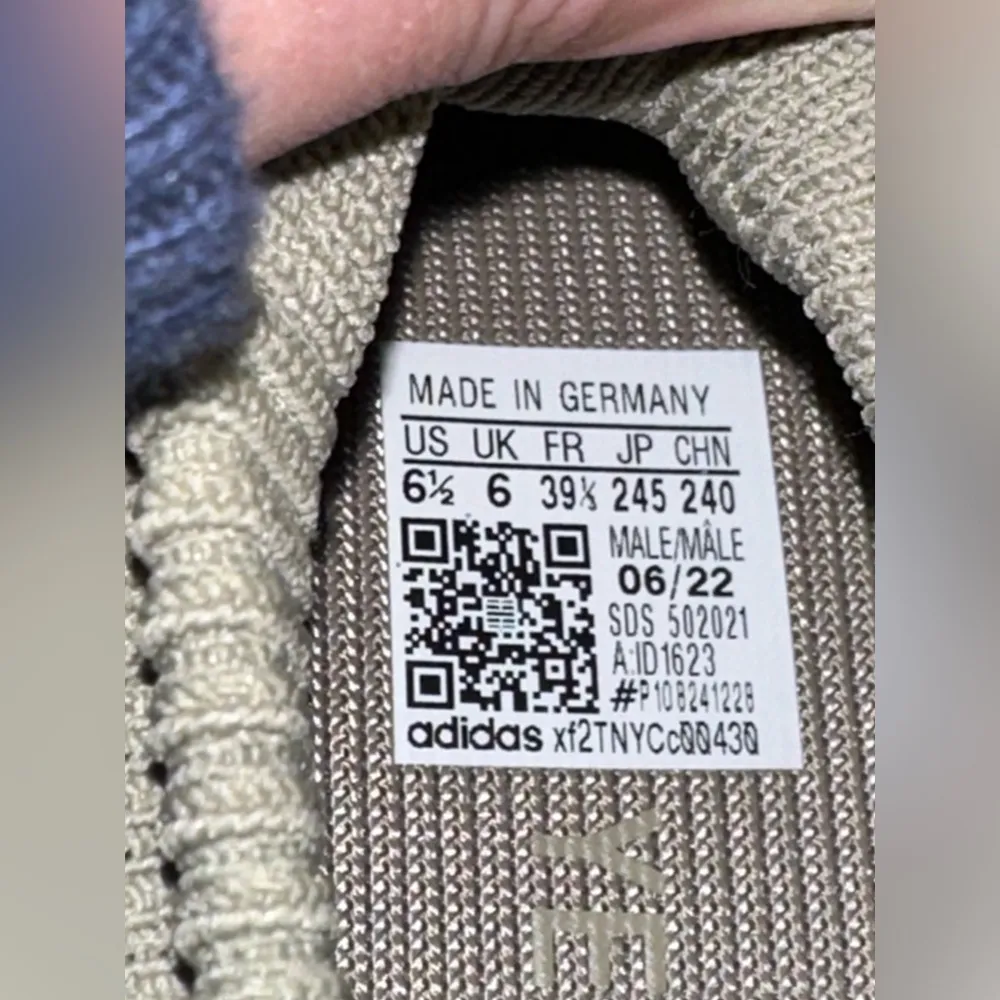 MADE IN GERMANY
US UK FR JP CHN
6½ 6 39⅓ 245 240
MALE/MÂLE
06/22
SDS 502021
A:ID1623
#P108241228
adidas xf2TNYCc00430
YE